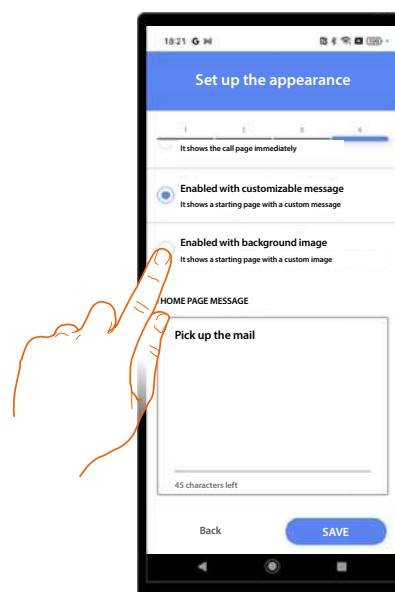 18:21 G
Set up the appearance
1 2 3 4
It shows the call page immediately
Enabled with customizable message
It shows a starting page with a custom message
Enabled with background image
It shows a starting page with a custom image
HOME PAGE MESSAGE
Pick up the mail
45 characters left
Back SAVE